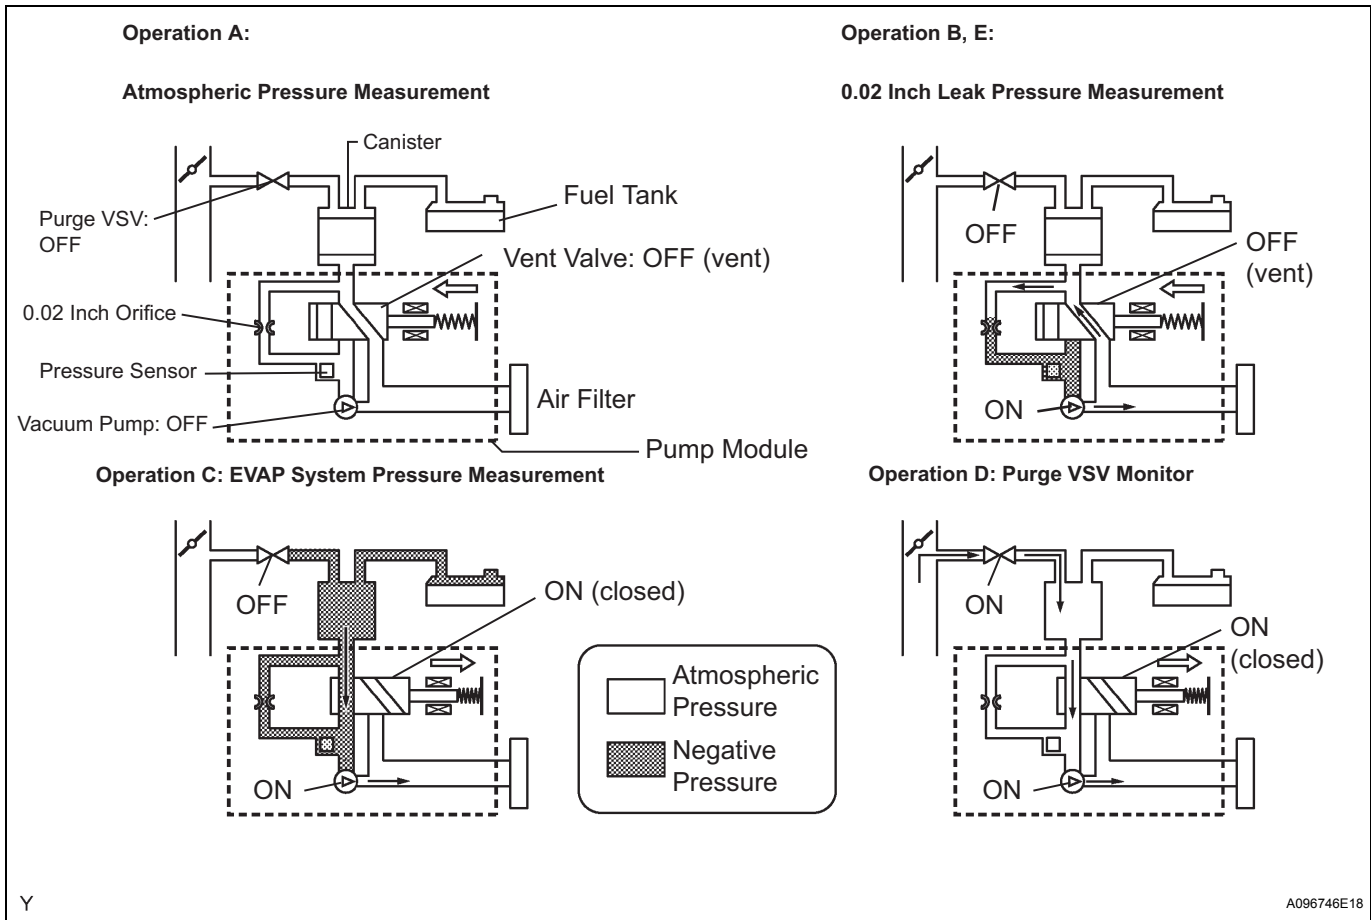 Operation A:
Operation B, E:
Atmospheric Pressure Measurement
0.02 Inch Leak Pressure Measurement
Canister
Fuel Tank
Purge VSV:
OFF
Vent Valve: OFF (vent)
0.02 Inch Orifice
Pressure Sensor
Air Filter
Vacuum Pump: OFF
Pump Module
OFF
OFF
(vent)
ON
Operation C: EVAP System Pressure Measurement
Operation D: Purge VSV Monitor
OFF
ON (closed)
ON
Atmospheric
Pressure
Negative
Pressure
ON
ON
(closed)
ON
Y
A096746E18